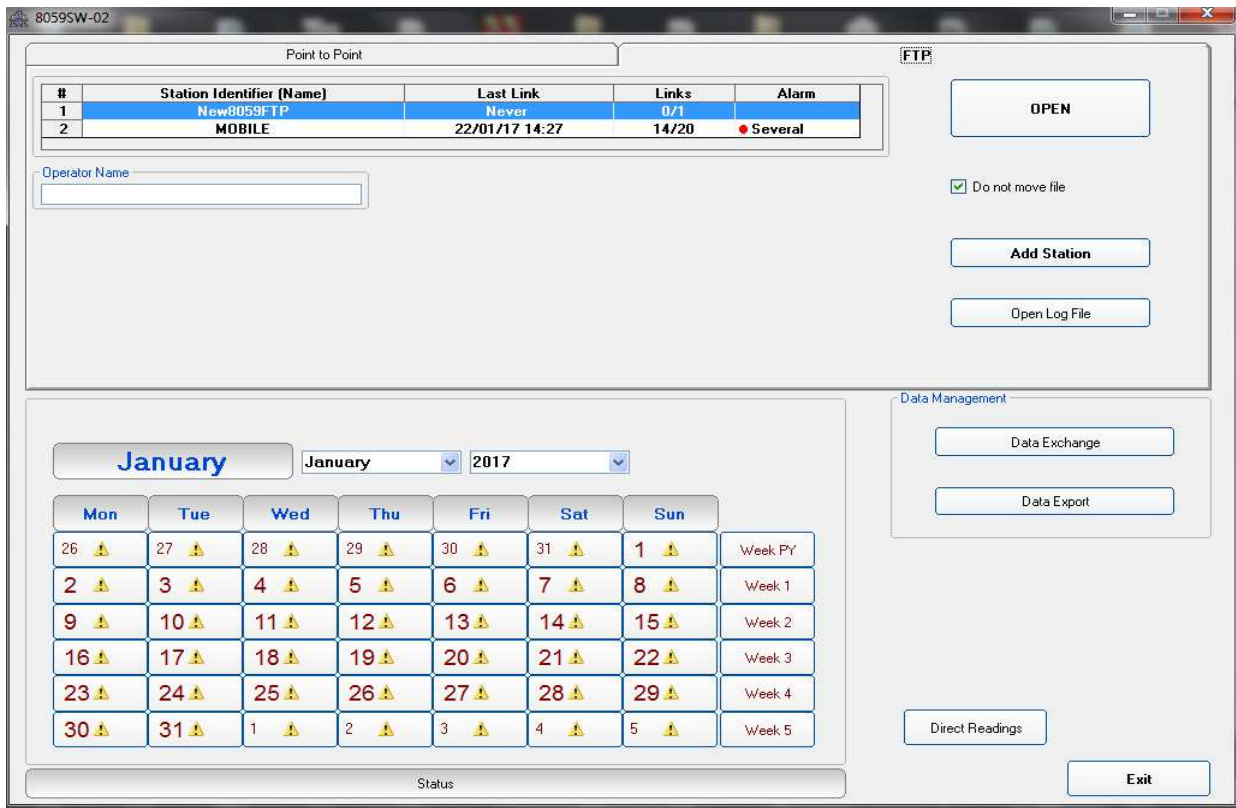 8059SW-02
Point to Point
FTP
# Station Identifier (Name) Last Link Links Alarm
1 New8059FTP Never 0/1
2 MOBILE 22/01/17 14:27 14/20 Several
OPEN
Operator Name
Do not move file
Add Station
Open Log File
Data Management
Data Exchange
Data Export
January January 2017
Mon Tue Wed Thu Fri Sat Sun
26 27 28 29 30 31 1 Week PY
2 3 4 5 6 7 8 Week 1
9 10 11 12 13 14 15 Week 2
16 17 18 19 20 21 22 Week 3
23 24 25 26 27 28 29 Week 4
30 31 1 2 3 4 5 Week 5
Direct Readings
Status
Exit